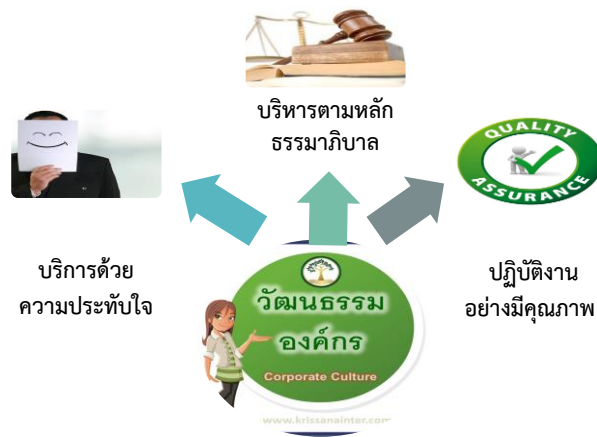 บริหารตามหลัก
ธรรมาภิบาล
QUALITY
ASSURANCE
บริการด้วย
ความประทับใจ
ปฏิบัติงาน
อย่างมีคุณภาพ
วัฒนธรรม
องค์กร
Corporate Culture
www.krissanainter.com